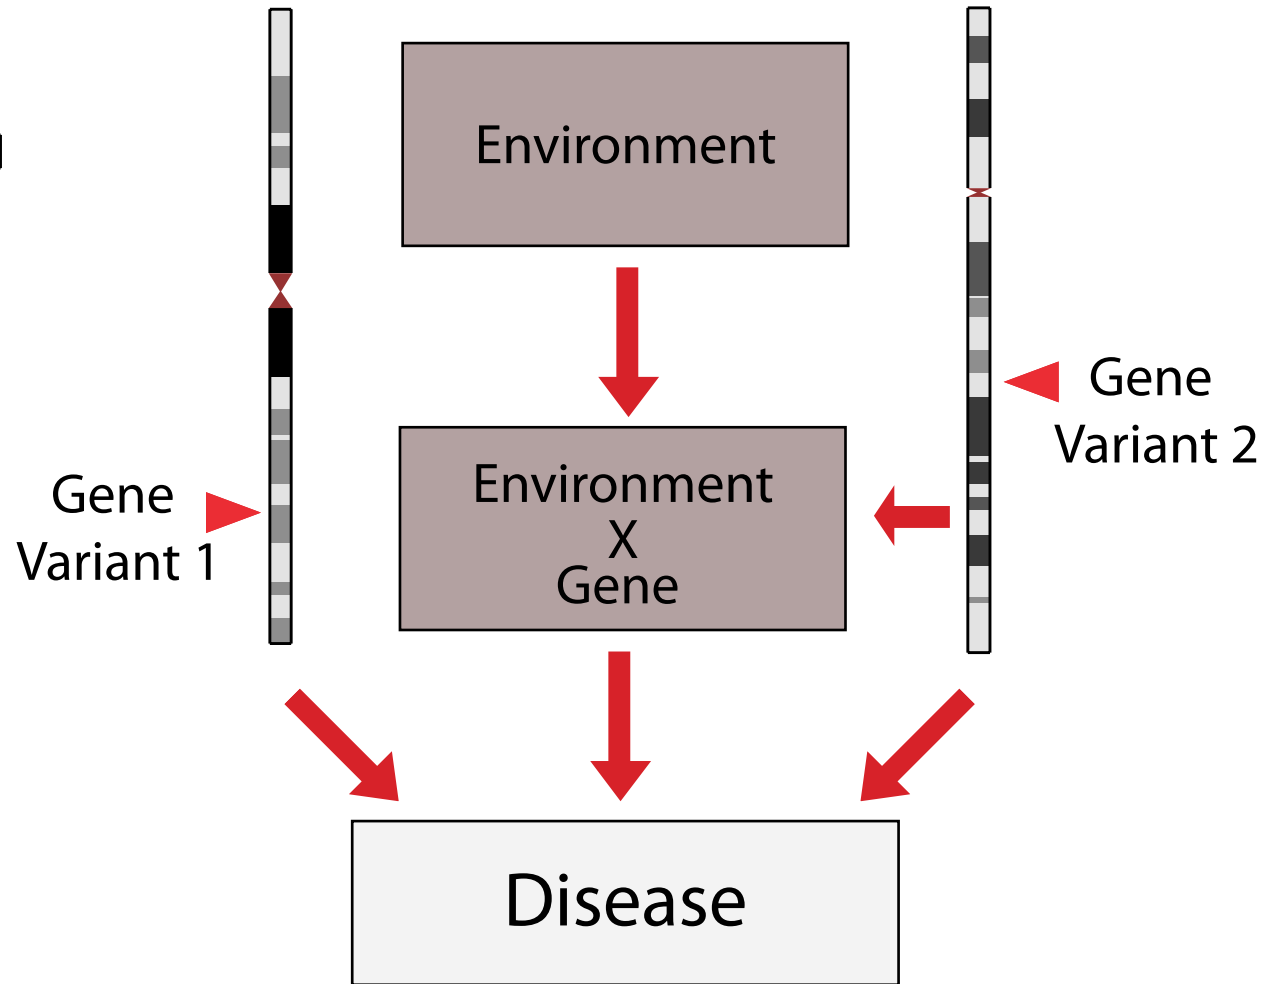 Environment
Gene
Variant 2
Environment
X
Gene
Gene
Variant 1
Disease